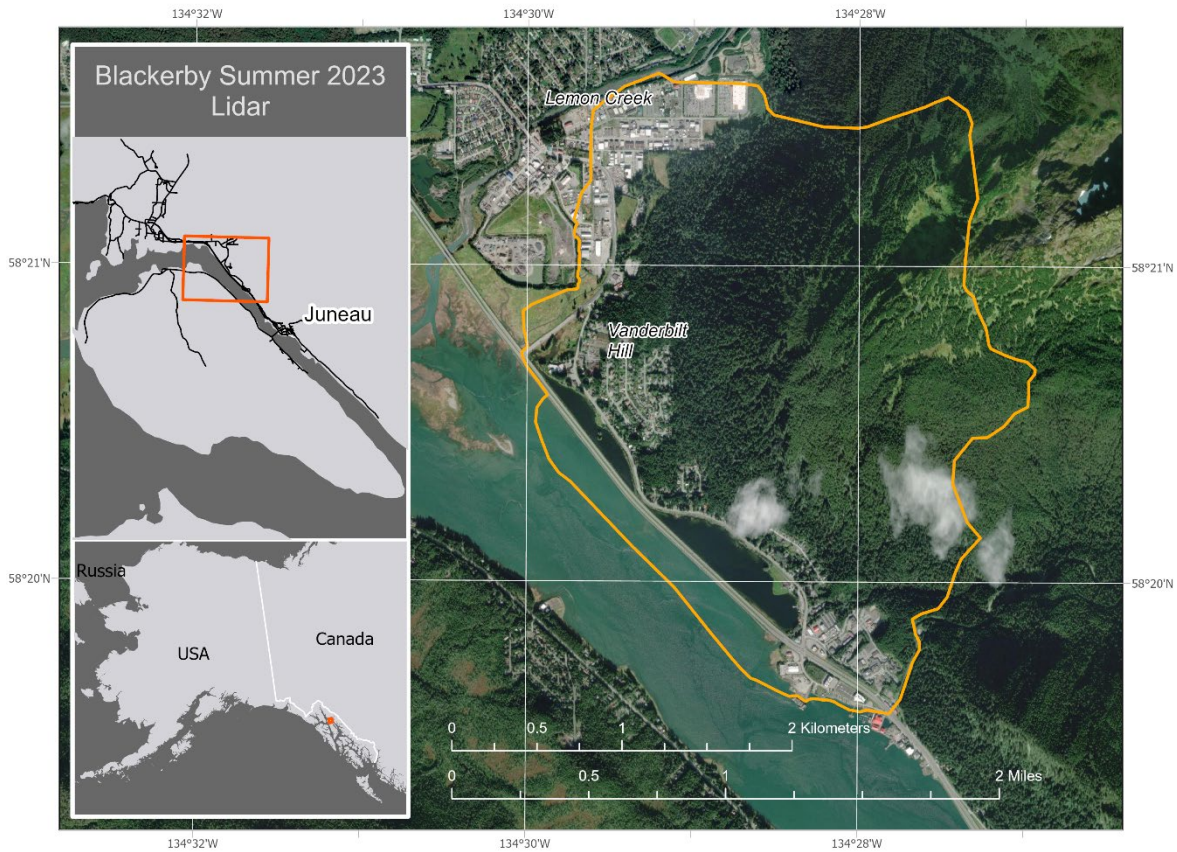 134°32'W
134°30'W
134°28'W
Blackerby Summer 2023
Lidar
Lemon Creek
58°21'N
58°21'N
Juneau
Vanderbilt
Hill
58°20'N
58°20'N
Russia
USA
Canada
0
0.5
1
2 Kilometers
0
0.5
1
2 Miles
134°32'W
134°30'W
134°28'W